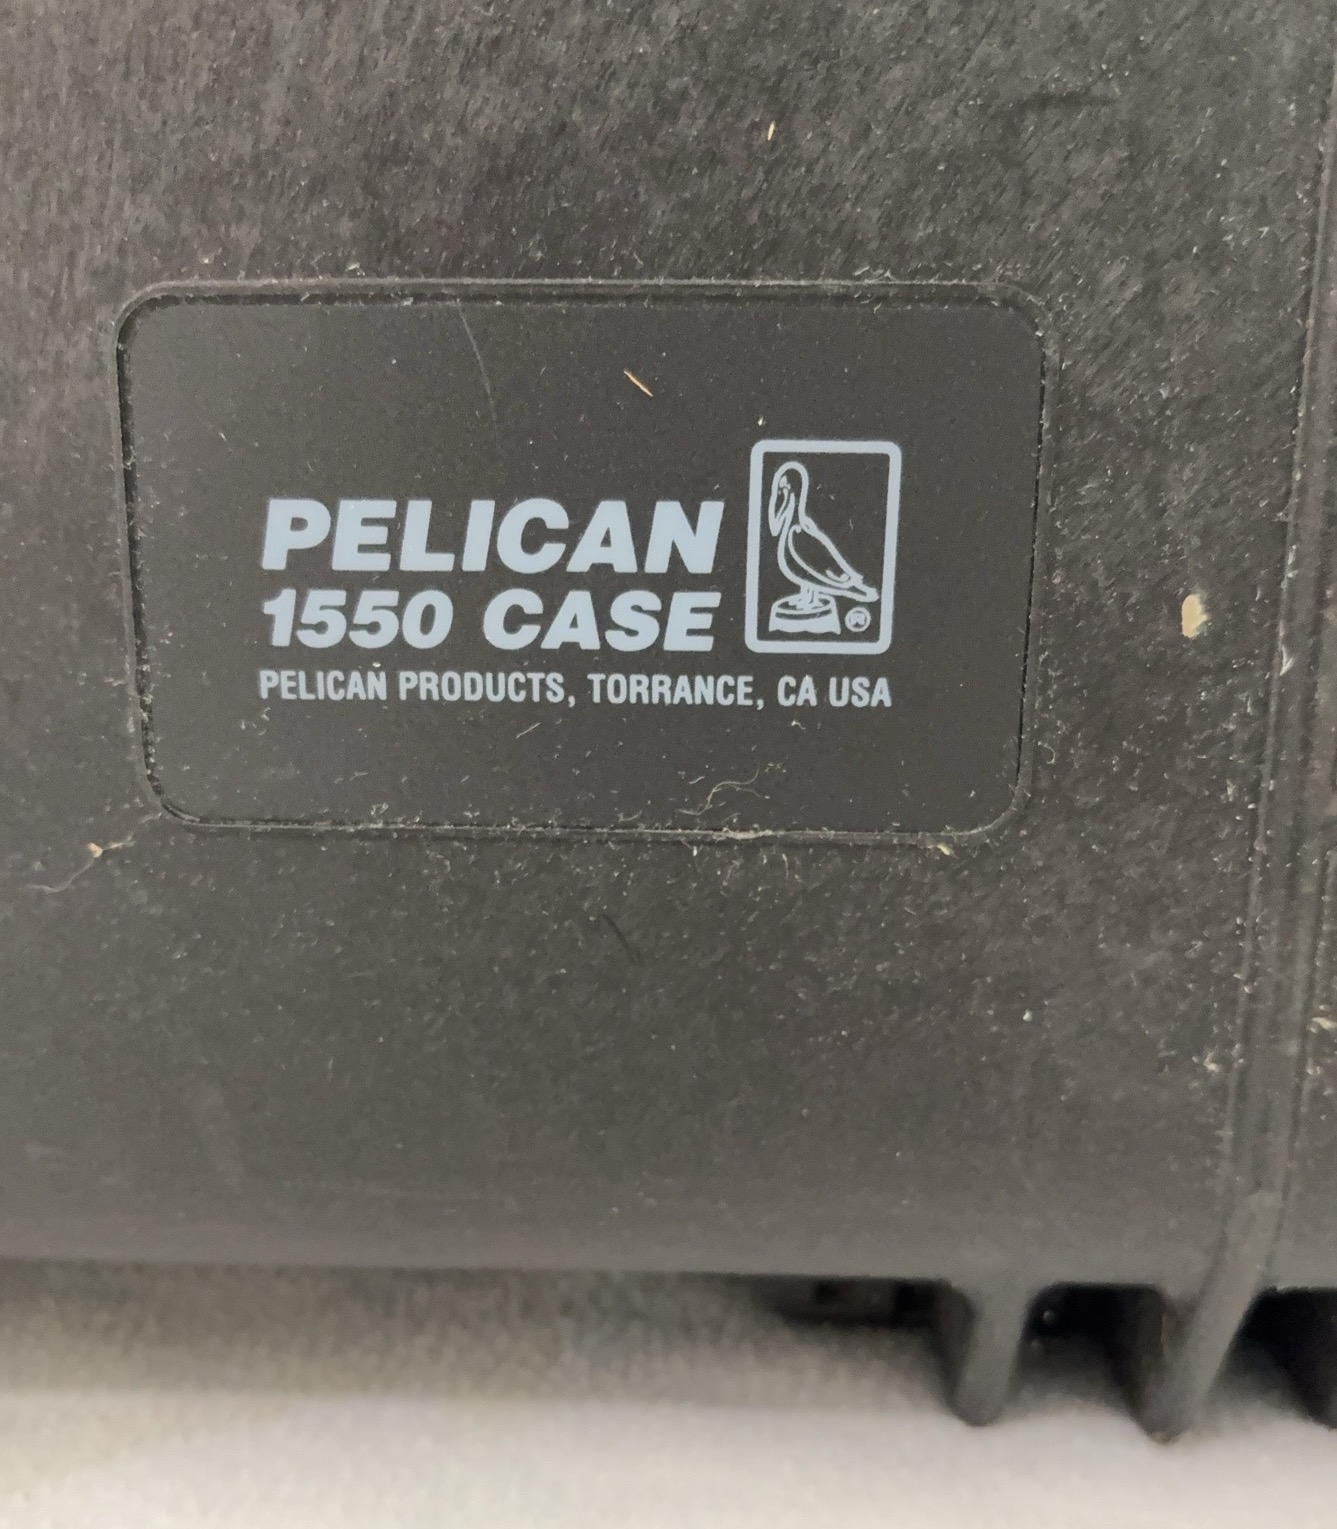 PELICAN
1550 CASE
®
PELICAN PRODUCTS, TORRANCE, CA USA